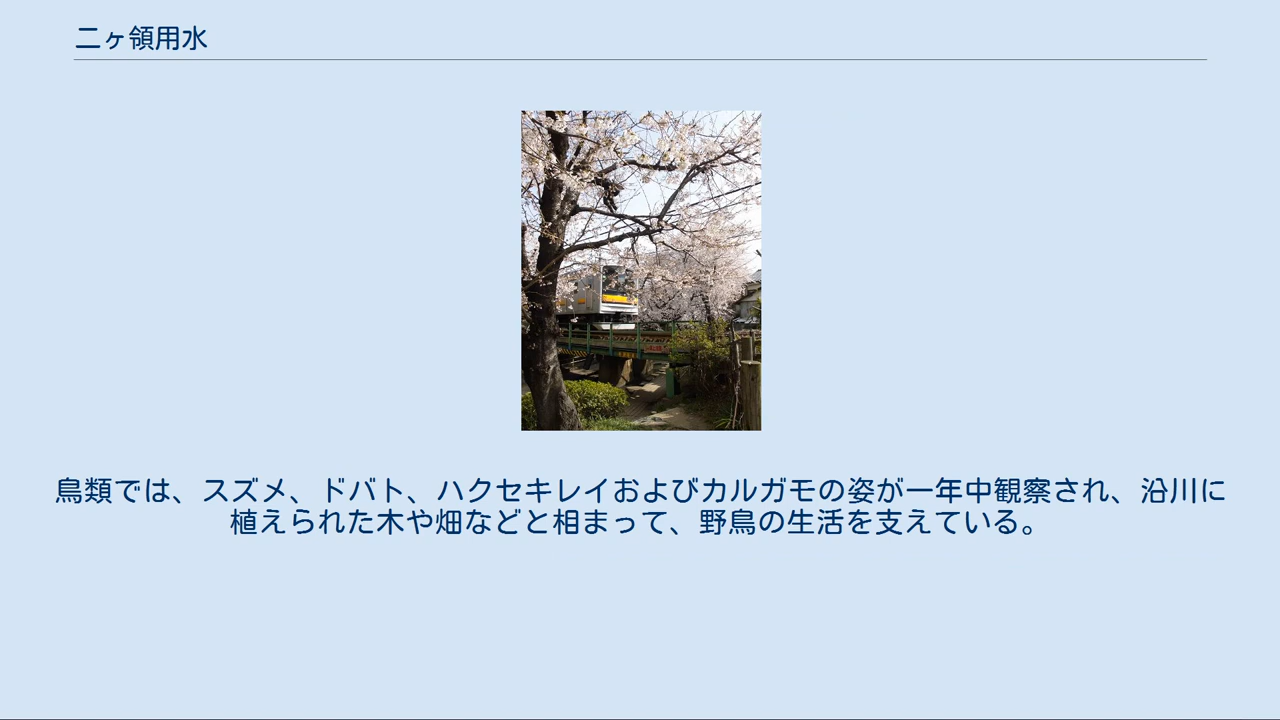 二ヶ領用水
鳥類では、スズメ、ドバト、ハクセキレイおよびカルガモの姿が一年中観察され、沿川に
植えられた木や畑などと相まって、野鳥の生活を支えている。